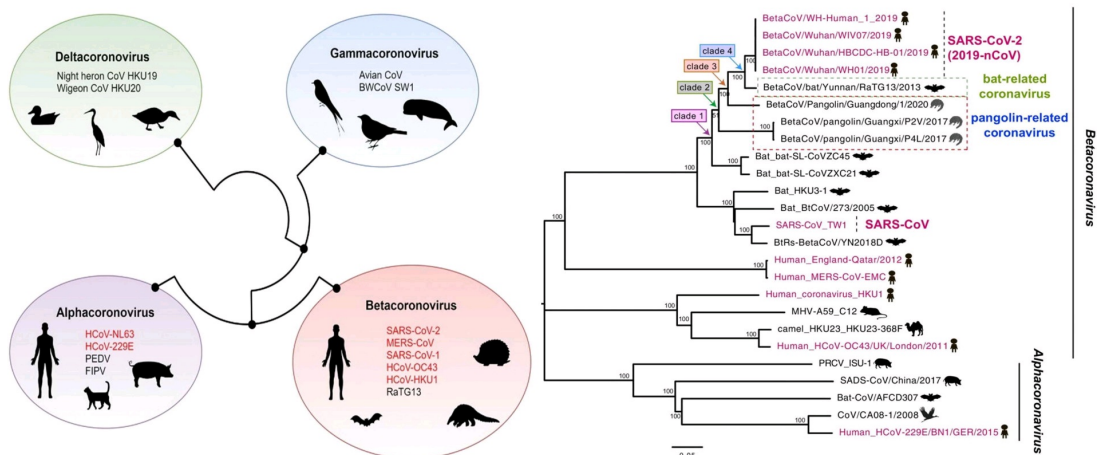 Deltacoronovirus
Night heron CoV HKU19
Wigeon CoV HKU20
Gammacoronovirus
Avian CoV
BWCoV SW1
Alphacoronovirus
HCoV-NL63
HCoV-229E
PEDV
FIPV
Betacoronovirus
SARS-CoV-2
MERS-CoV
SARS-CoV-1
HCoV-OC43
HCoV-HKU1
RaTG13
BetaCoV/WH-Human_1_2019
BetaCoV/Wuhan/WIV07/2019
BetaCoV/Wuhan/HBCDC-HB-01/2019
BetaCoV/Wuhan/WH01/2019
SARS-CoV-2
(2019-nCoV)
BetaCoV/bat/Yunnan/RaTG13/2013
bat-related
coronavirus
BetaCoV/Pangolin/Guangdong/1/2020
BetaCoV/pangolin/Guangxi/P2V/2017
BetaCoV/pangolin/Guangxi/P4L/2017
pangolin-related
coronavirus
clade 4
clade 3
clade 2
clade 1
100
100
51
100
100
100
Bat_bat-SL-CoVZC45
Bat_bat-SL-CoVZXC21
100
Bat_HKU3-1
Bat_BtCoV/273/2005
100
SARS-CoV_TW1
SARS-CoV
100
BtRs-BetaCoV/YN2018D
100
Human_England-Qatar/2012
100
Human_MERS-CoV-EMC
Human_coronavirus_HKU1
100
MHV-A59_C12
100
camel_HKU23_HKU23-368F
100
Human_HCoV-OC43/UK/London/2011
Betacoronavirus
PRCV_ISU-1
100
SADS-CoV/China/2017
100
Bat-CoV/AFCD307
100
CoV/CA08-1/2008
100
Human_HCoV-229E/BN1/GER/2015
Alphacoronavirus